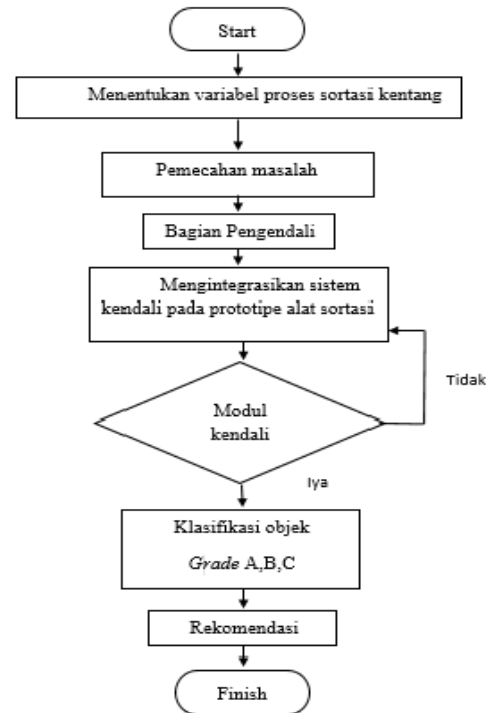 Start
Menentukan variabel proses sortasi kentang
Pemecahan masalah
Bagian Pengendali
Mengintegrasikan sistem
kendali pada prototipe alat sortasi
Tidak
Modul
kendali
Iya
Klasifikasi objek
Grade A,B,C
Rekomendasi
Finish